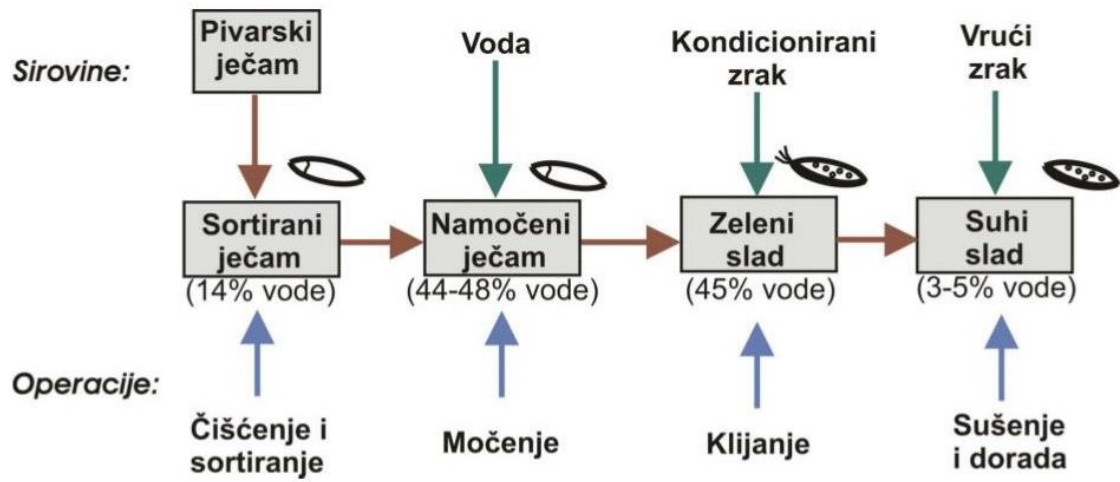 Sirovine:
Pivarski
ječam
Voda
Kondicionirani
zrak
Vrući
zrak
Sortirani
ječam
(14% vode)
Namočeni
ječam
(44-48% vode)
Zeleni
slad
(45% vode)
Suhi
slad
(3-5% vode)
Operacije:
Čišćenje i
sortiranje
Močenje
Klijanje
Sušenje
i dorada